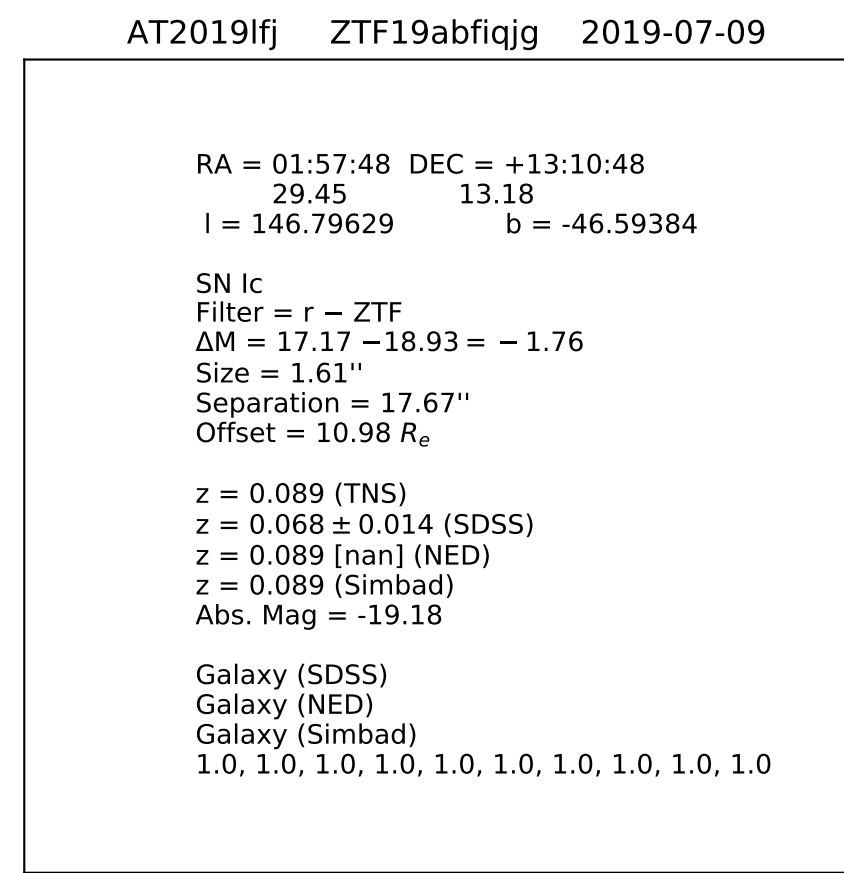 AT2019lfj ZTF19abfiqjg 2019-07-09
RA = 01:57:48 DEC = +13:10:48
29.45 13.18
l = 146.79629 b = -46.59384
SN Ic
Filter = r − ZTF
ΔM = 17.17 −18.93 = − 1.76
Size = 1.61''
Separation = 17.67''
Offset = 10.98 Rₑ
z = 0.089 (TNS)
z = 0.068 ± 0.014 (SDSS)
z = 0.089 [nan] (NED)
z = 0.089 (Simbad)
Abs. Mag = -19.18
Galaxy (SDSS)
Galaxy (NED)
Galaxy (Simbad)
1.0, 1.0, 1.0, 1.0, 1.0, 1.0, 1.0, 1.0, 1.0, 1.0